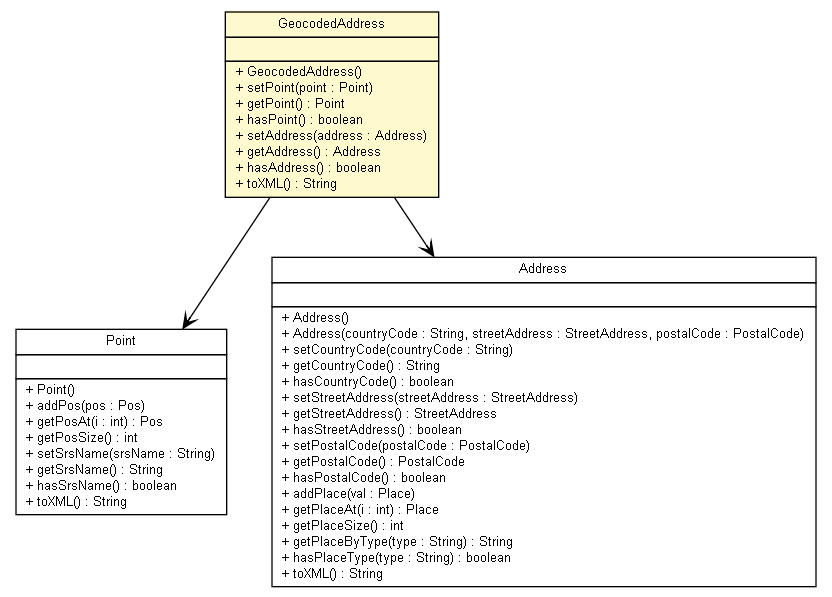 GeocodedAddress
+ GeocodedAddress()
+ setPoint(point : Point)
+ getPoint() : Point
+ hasPoint() : boolean
+ setAddress(address : Address)
+ getAddress() : Address
+ hasAddress() : boolean
+ toXML() : String
Point
+ Point()
+ addPos(pos : Pos)
+ getPosAt(i : int) : Pos
+ getPosSize() : int
+ setSrsName(srsName : String)
+ getSrsName() : String
+ hasSrsName() : boolean
+ toXML() : String
Address
+ Address()
+ Address(countryCode : String, streetAddress : StreetAddress, postalCode : PostalCode)
+ setCountryCode(countryCode : String)
+ getCountryCode() : String
+ hasCountryCode() : boolean
+ setStreetAddress(streetAddress : StreetAddress)
+ getStreetAddress() : StreetAddress
+ hasStreetAddress() : boolean
+ setPostalCode(postalCode : PostalCode)
+ getPostalCode() : PostalCode
+ hasPostalCode() : boolean
+ addPlace(val : Place)
+ getPlaceAt(i : int) : Place
+ getPlaceSize() : int
+ getPlaceByType(type : String) : String
+ hasPlaceType(type : String) : boolean
+ toXML() : String